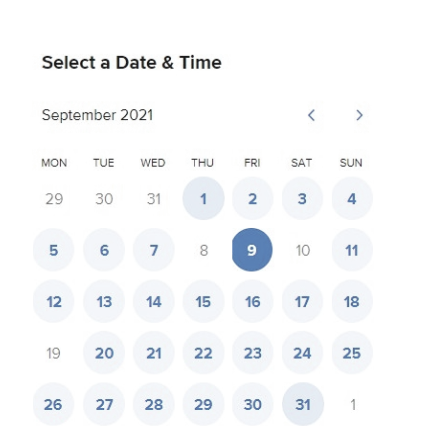 Select a Date & Time
September 2021
MON TUE WED THU FRI SAT SUN
29 30 31 1 2 3 4
5 6 7 8 9 10 11
12 13 14 15 16 17 18
19 20 21 22 23 24 25
26 27 28 29 30 31 1